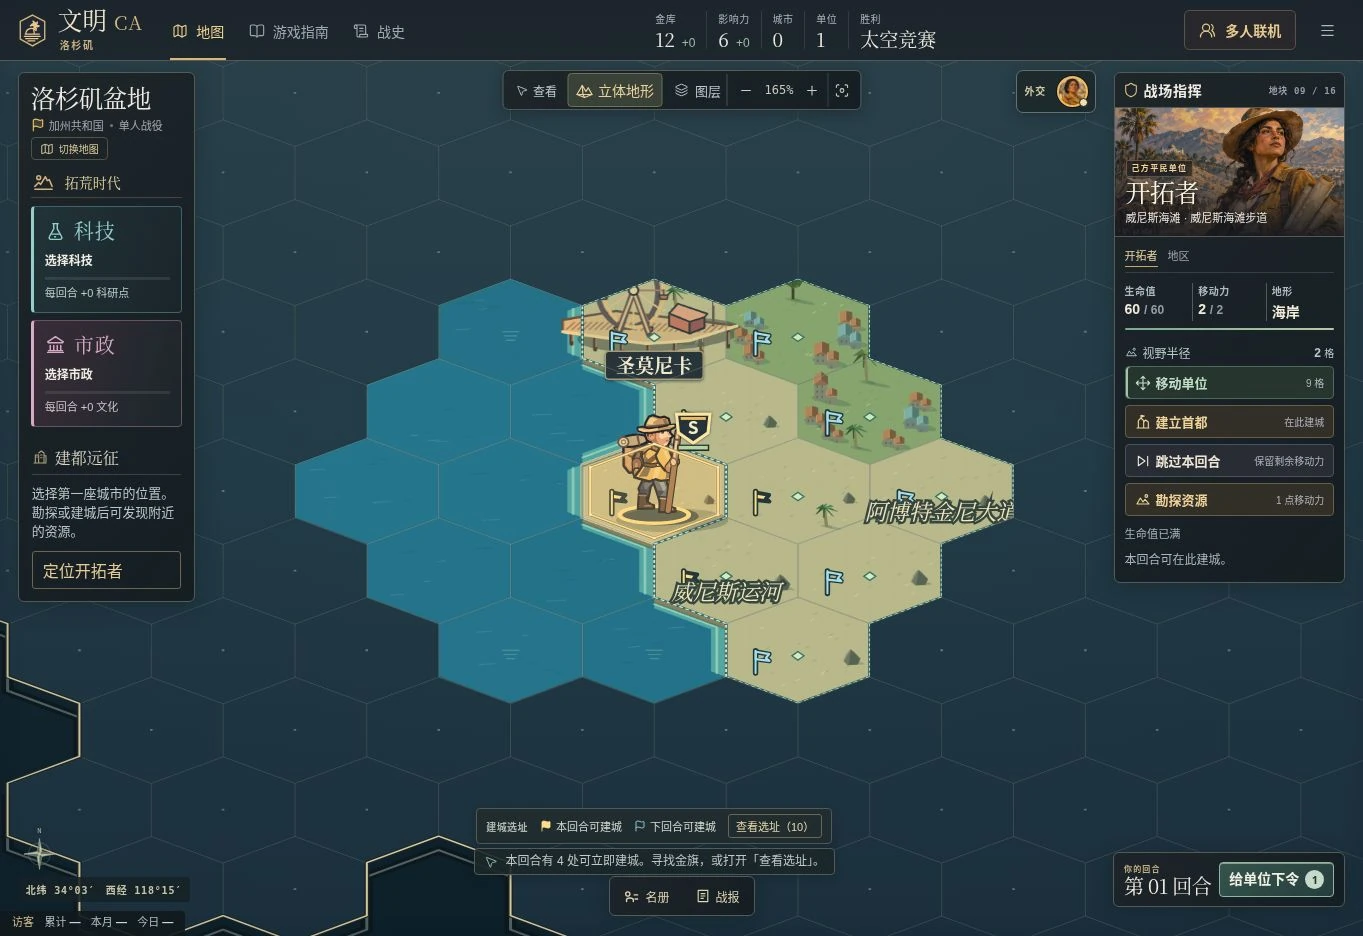 文明 CA
洛杉矶
地图
游戏指南
战史
金库
12 +0
影响力
6 +0
城市
0
单位
1
胜利
太空竞赛
多人联机
洛杉矶盆地
加州共和国 • 单人战役
切换地图
拓荒时代
科技
选择科技
每回合 +0 科研点
市政
选择市政
每回合 +0 文化
建都远征
选择第一座城市的位置。
勘探或建城后可发现附近
的资源。
定位开拓者
查看
立体地形
图层
165%
外交
圣莫尼卡
S
阿博特金尼大道
威尼斯运河
战场指挥
地块 09 / 16
己方平民单位
开拓者
威尼斯海滩 · 威尼斯海滩步道
开拓者 地区
生命值
60 / 60
移动力
2 / 2
地形
海岸
视野半径 2 格
移动单位 9 格
建立首都 在此建城
跳过本回合 保留剩余移动力
勘探资源 1 点移动力
生命值已满
本回合可在此建城。
建城选址 本回合可建城 下回合可建城 查看选址（10）
本回合有 4 处可立即建城。寻找金旗，或打开「查看选址」。
名册 战报
N
北纬 34°03′ 西经 118°15′
访客 累计 — 本月 — 今日 —
你的回合
第 01 回合
给单位下令 1